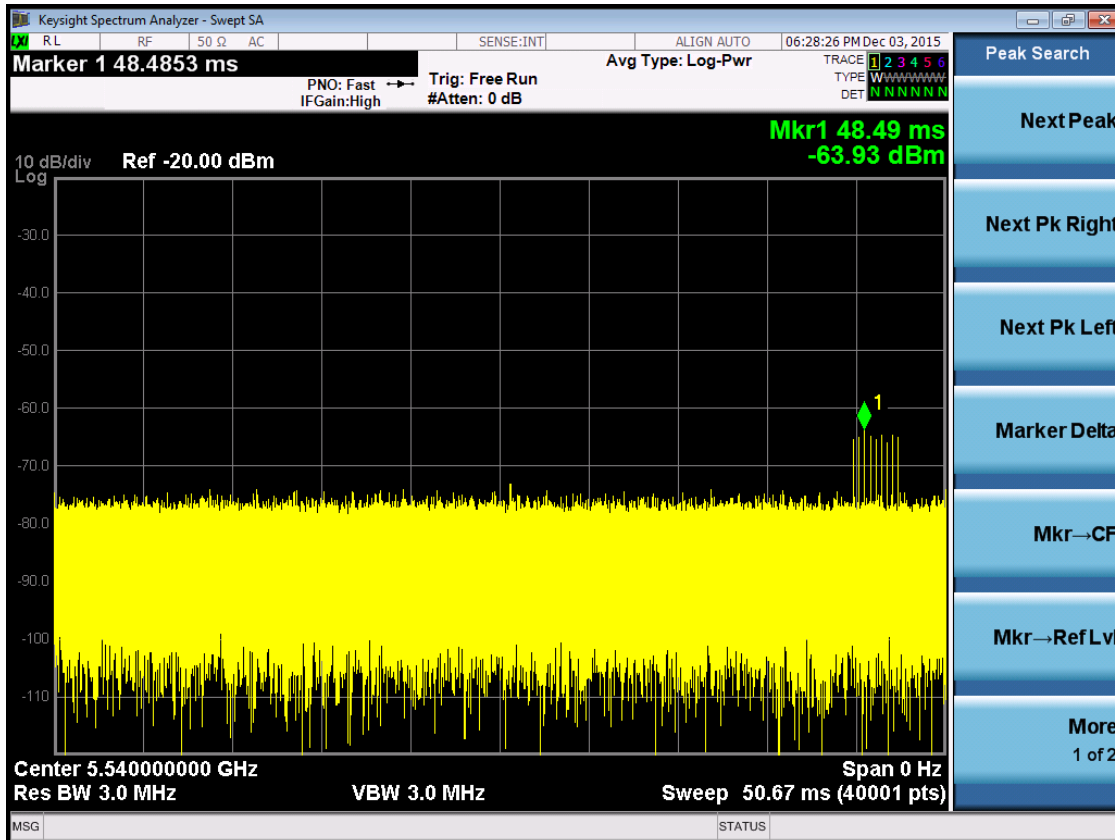 Keysight Spectrum Analyzer - Swept SA
LXI RL RF 50 Ω AC SENSE:INT ALIGN AUTO 06:28:26 PM Dec 03, 2015
Marker 1 48.4853 ms
PNO: Fast
IFGain:High
Trig: Free Run
#Atten: 0 dB
Avg Type: Log-Pwr
TRACE 1 2 3 4 5 6
TYPE WWWWWW
DET N N N N N N
Mkr1 48.49 ms
-63.93 dBm
10 dB/div Ref -20.00 dBm
Log
-30.0
-40.0
-50.0
-60.0
-70.0
-80.0
-90.0
-100
-110
1
Center 5.540000000 GHz Span 0 Hz
Res BW 3.0 MHz VBW 3.0 MHz Sweep 50.67 ms (40001 pts)
MSG STATUS
Peak Search
Next Peak
Next Pk Right
Next Pk Left
Marker Delta
Mkr→CF
Mkr→Ref Lvl
More
1 of 2